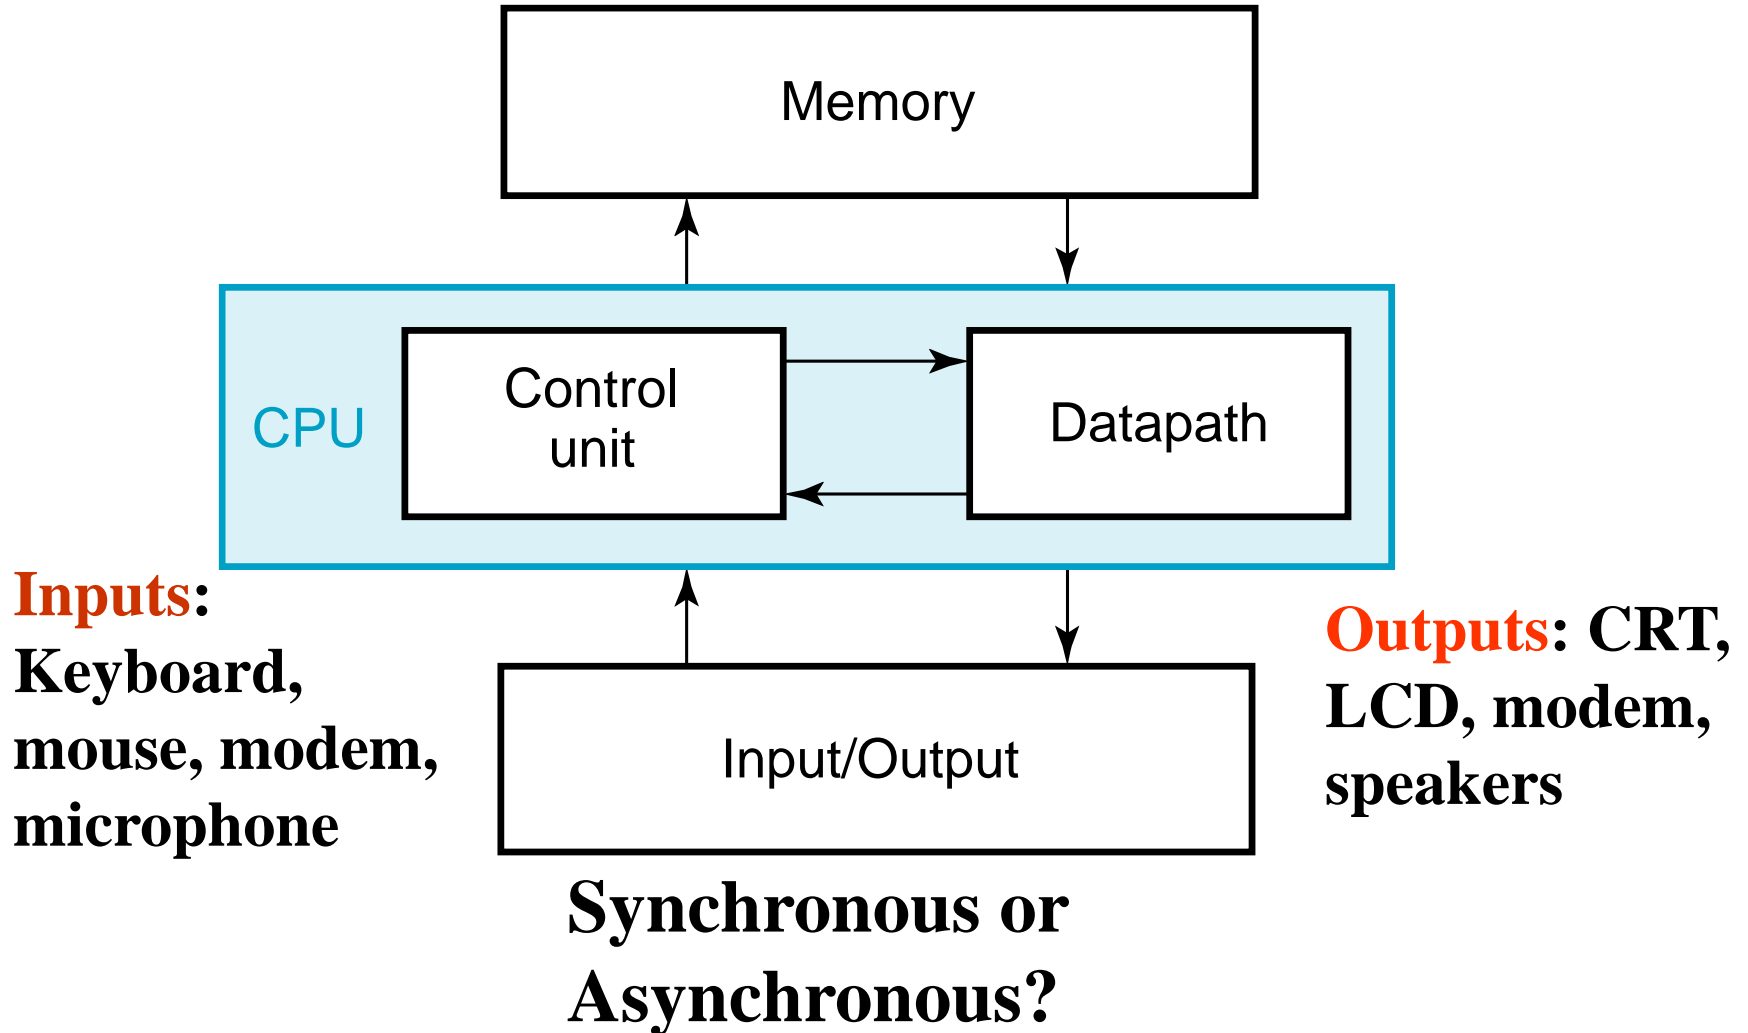 Memory
CPU
Control
unit
Datapath
Inputs:
Keyboard,
mouse, modem,
microphone
Input/Output
Outputs: CRT,
LCD, modem,
speakers
Synchronous or
Asynchronous?